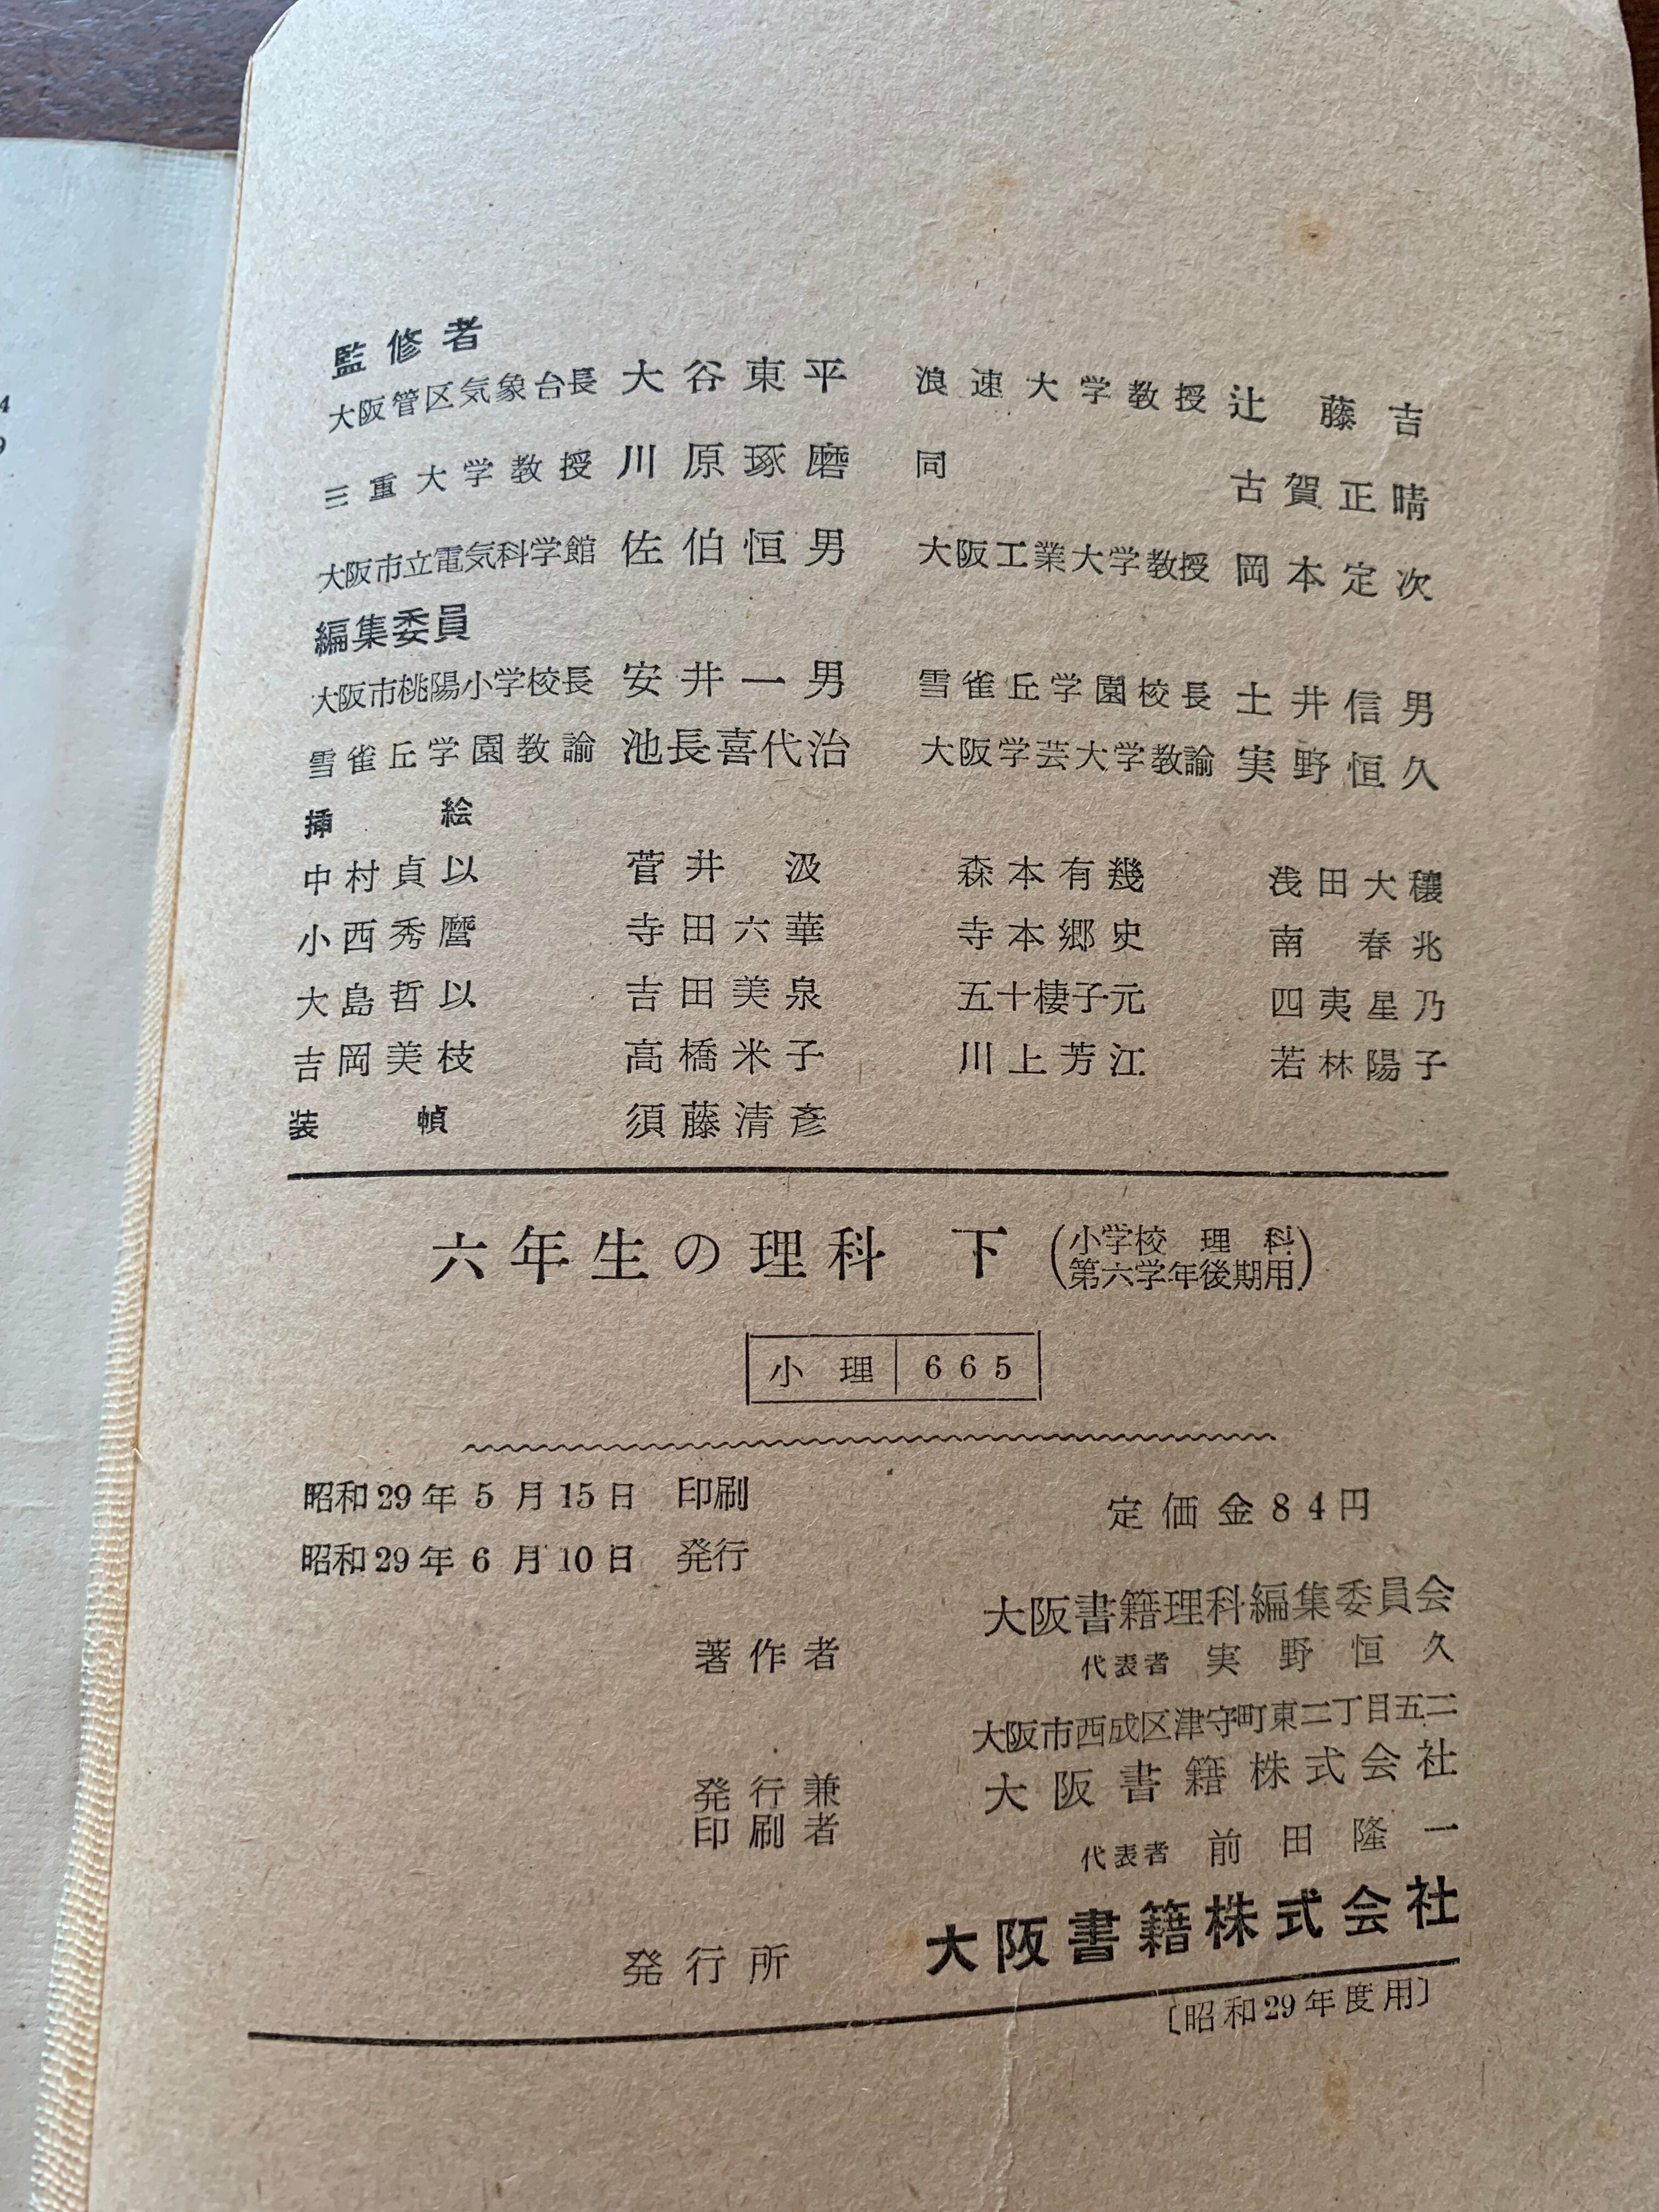 監修者
大阪管区気象台長 大谷東平 浪速大学教授 辻 藤吉
三重大学教授 川原琢磨 同 古賀正晴
大阪市立電気科学館 佐伯恒男 大阪工業大学教授 岡本定次
編集委員
大阪市桃陽小学校長 安井一男 雪雀丘学園校長 土井信男
雪雀丘学園教諭 池長喜代治 大阪学芸大学教諭 実野恒久
挿絵
中村貞以 菅井 汲 森本有幾 浅田大穰
小西秀麿 寺田六華 寺本郷史 南 春兆
大島哲以 吉田美泉 五十棲子元 四夷星乃
吉岡美枝 高橋米子 川上芳江 若林陽子
装幀 須藤清彦
六年生の理科 下 (小学校 理科 第六学年後期用)
小理 665
昭和29年5月15日 印刷
昭和29年6月10日 発行
定価金84円
著作者 大阪書籍理科編集委員会
代表者 実野恒久
大阪市西成区津守町東二丁目五二
発行兼印刷者 大阪書籍株式会社
代表者 前田隆一
発行所 大阪書籍株式会社
〔昭和29年度用〕